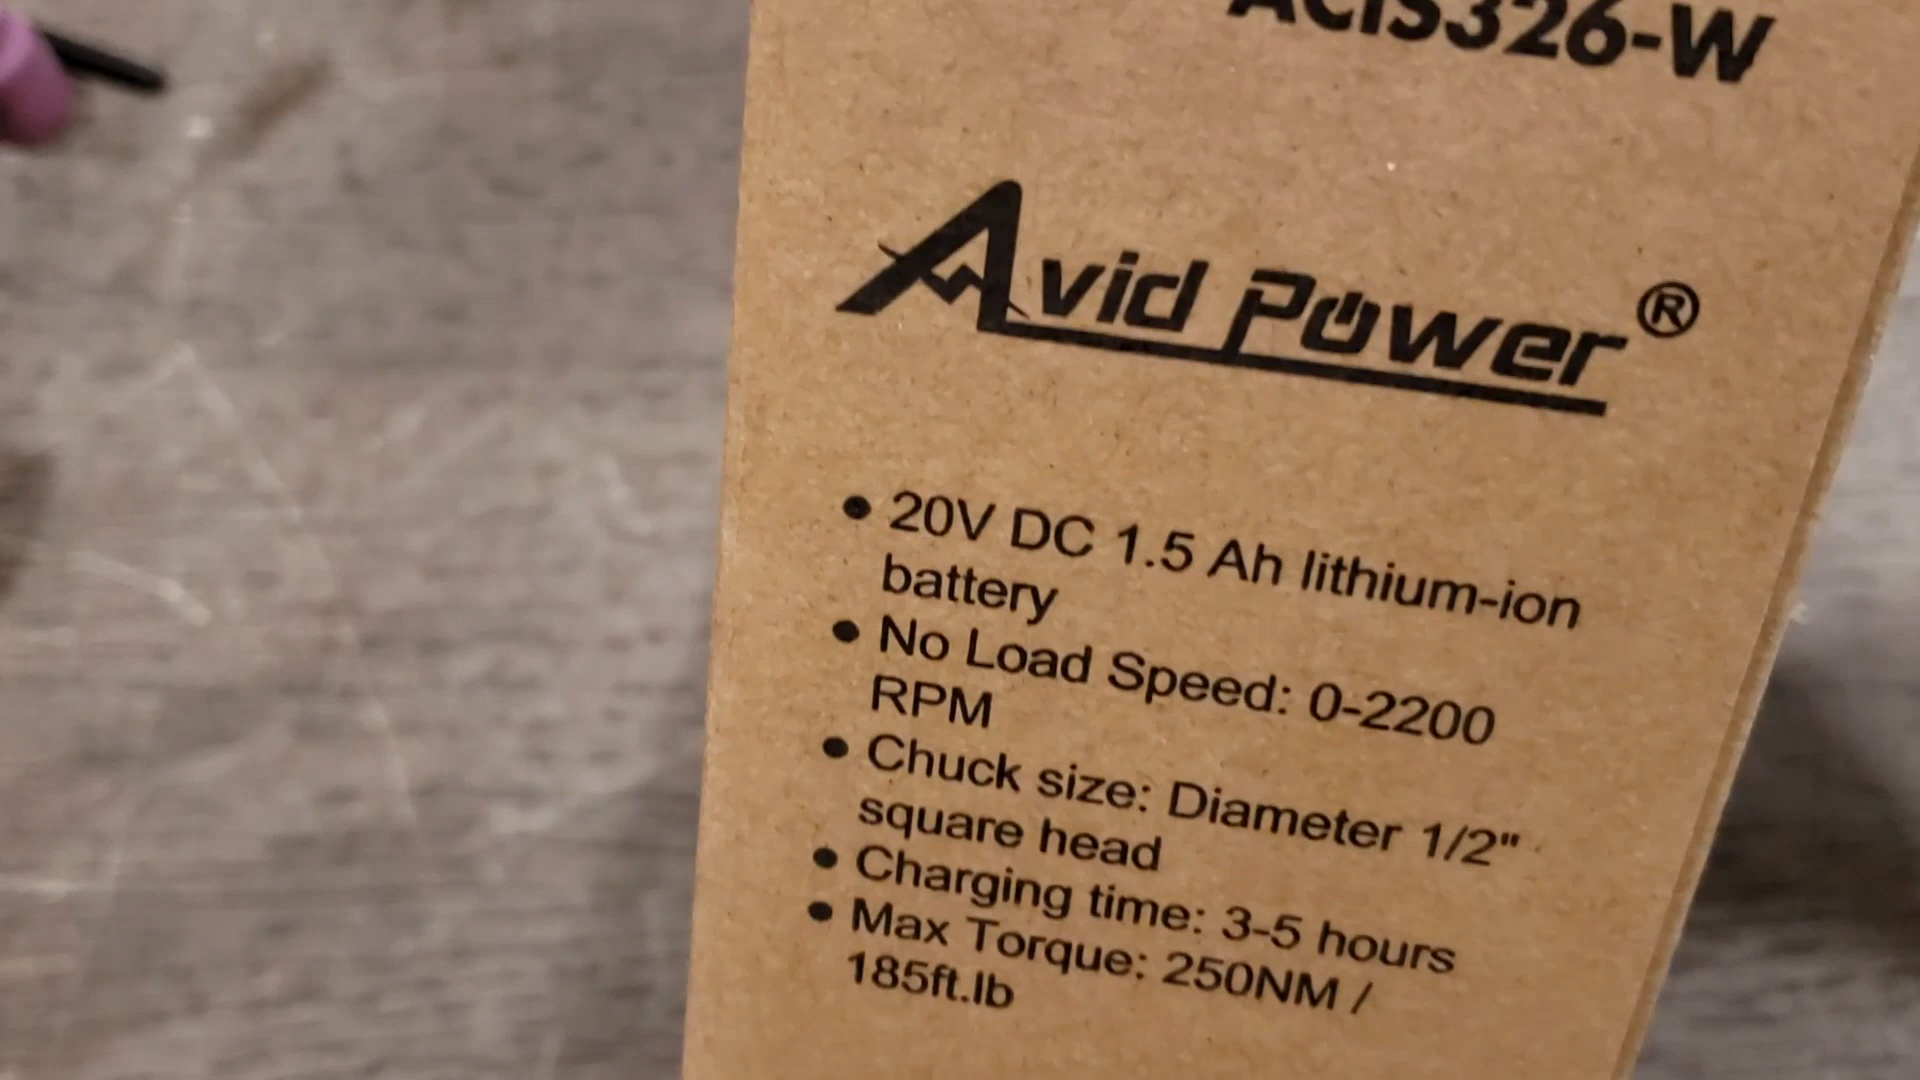 ACIS326-W
Avid Power®
• 20V DC 1.5 Ah lithium-ion
battery
• No Load Speed: 0-2200
RPM
• Chuck size: Diameter 1/2"
square head
• Charging time: 3-5 hours
• Max Torque: 250NM /
185ft.lb